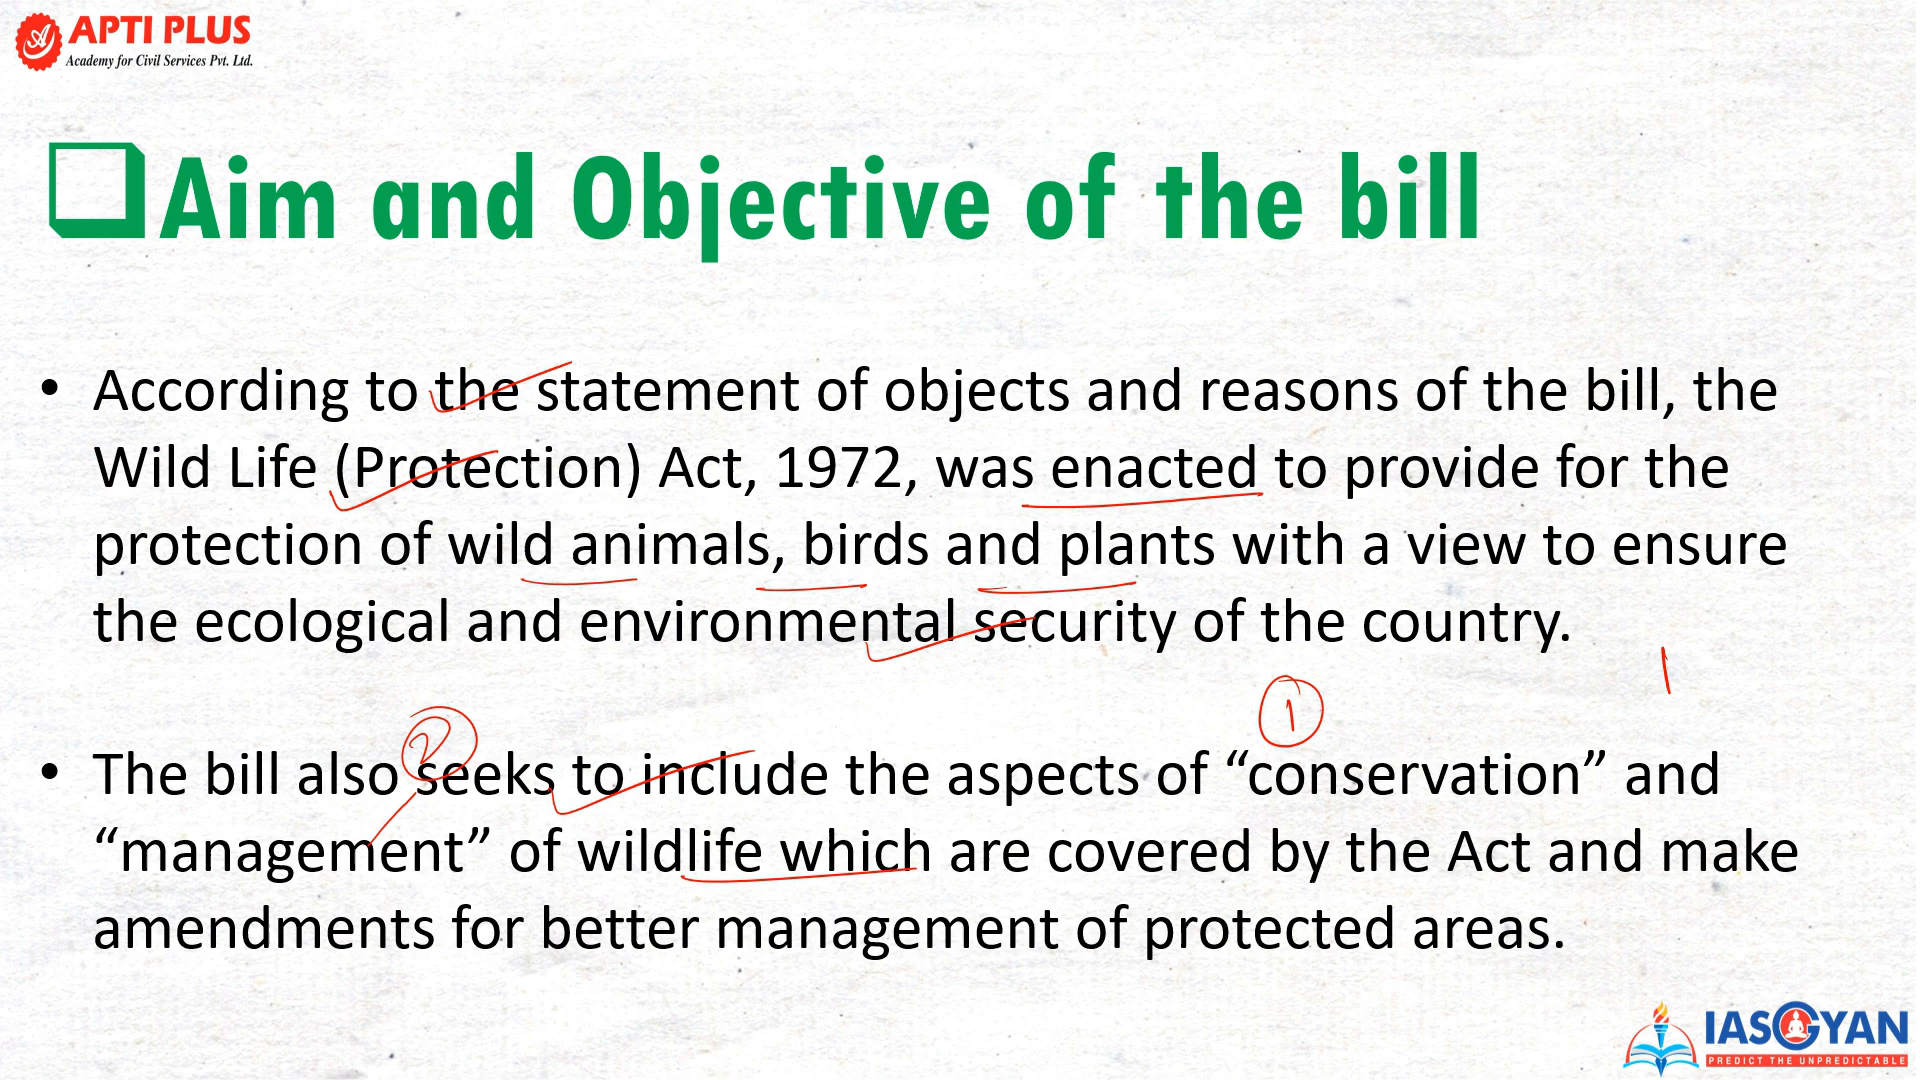 APTI PLUS
Academy for Civil Services Pvt. Ltd.
Aim and Objective of the bill
• According to the statement of objects and reasons of the bill, the
Wild Life (Protection) Act, 1972, was enacted to provide for the
protection of wild animals, birds and plants with a view to ensure
the ecological and environmental security of the country.
1
1
2
• The bill also seeks to include the aspects of “conservation” and
“management” of wildlife which are covered by the Act and make
amendments for better management of protected areas.
IASGYAN
PREDICT THE UNPREDICTABLE